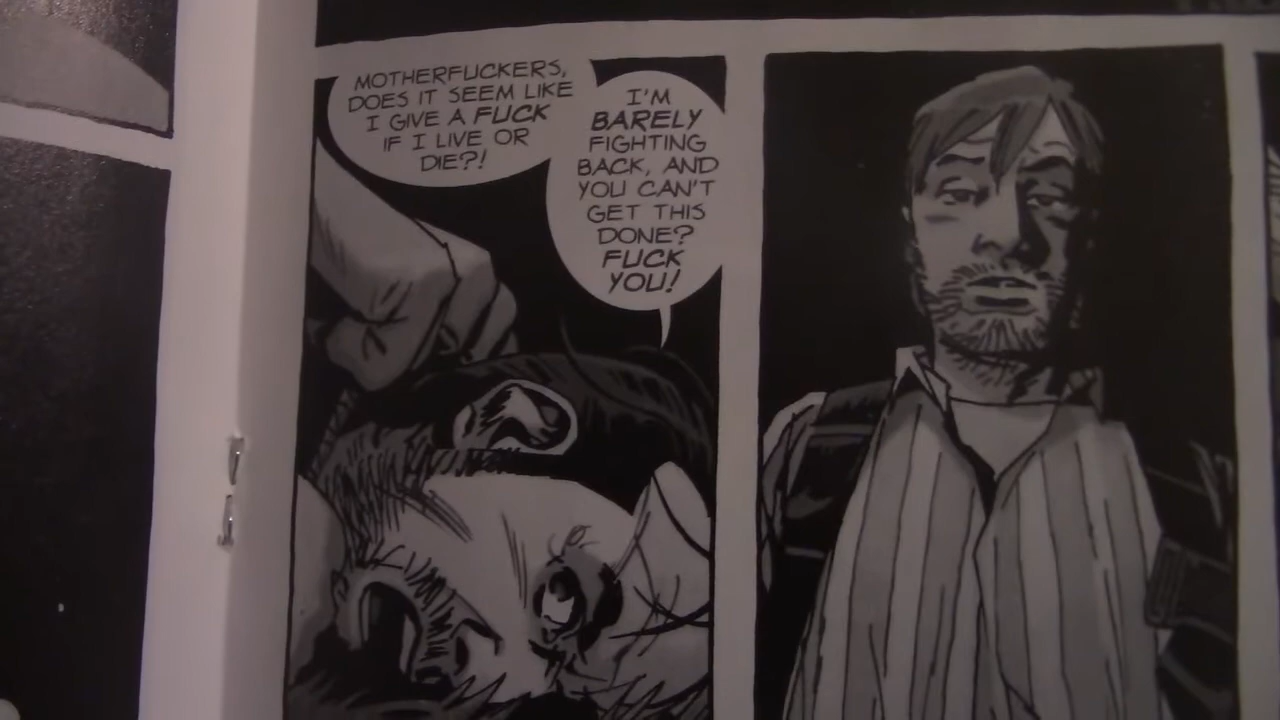 MOTHERFUCKERS,
DOES IT SEEM LIKE
I GIVE A FUCK
IF I LIVE OR
DIE?!
I'M
BARELY
FIGHTING
BACK, AND
YOU CAN'T
GET THIS
DONE?
FUCK
YOU!